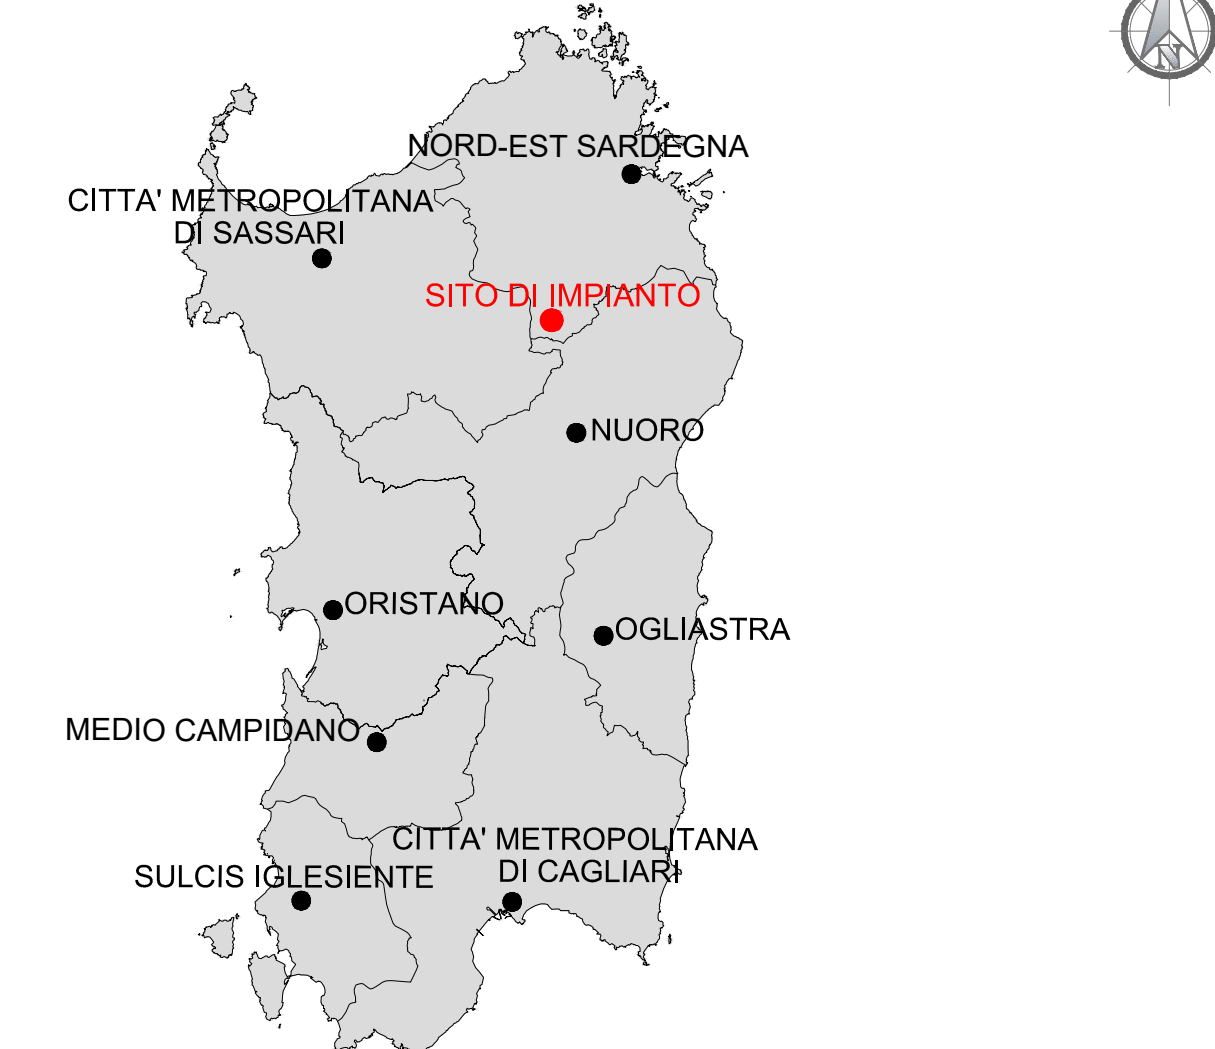 N
NORD-EST SARDEGNA
CITTA' METROPOLITANA
DI SASSARI
SITO DI IMPIANTO
NUORO
ORISTANO
OGLIASTRA
MEDIO CAMPIDANO
CITTA' METROPOLITANA
DI CAGLIARI
SULCIS IGLESIENTE